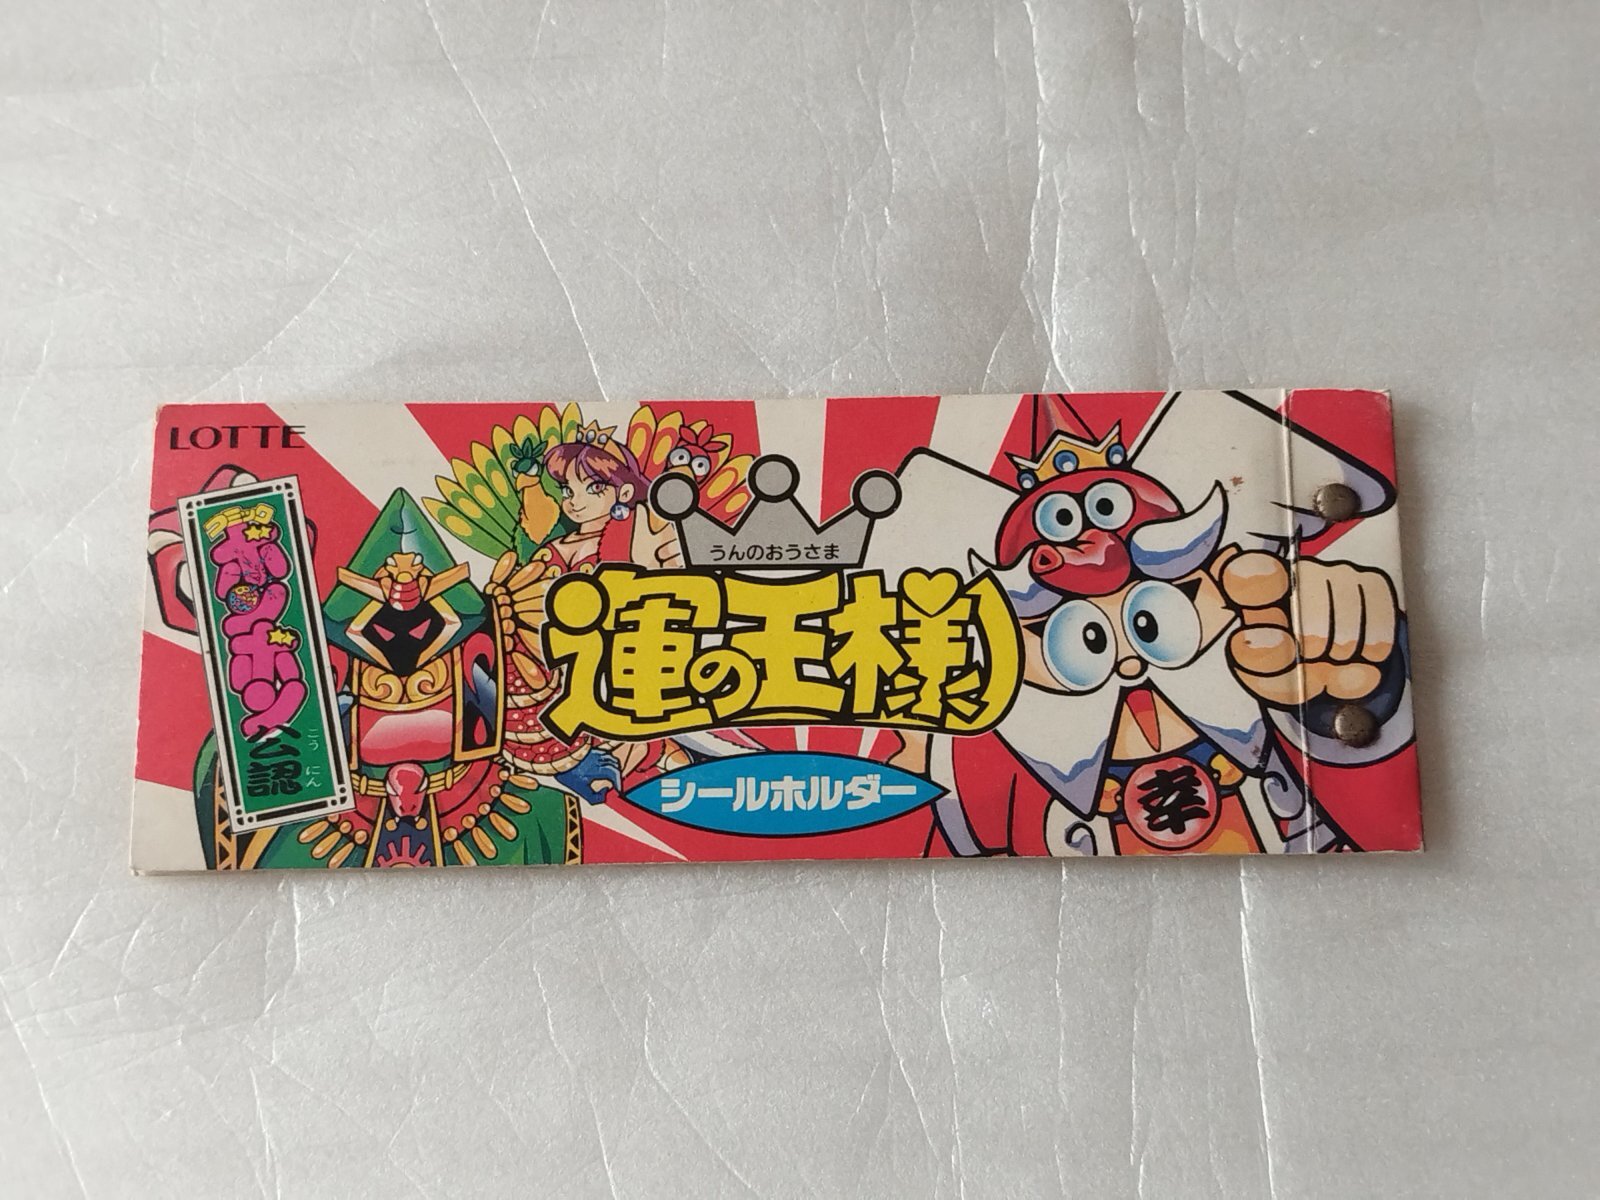 LOTTE
コミック
ボンボン
公認
こうにん
うんのおうさま
運の王様
シールホルダー
幸